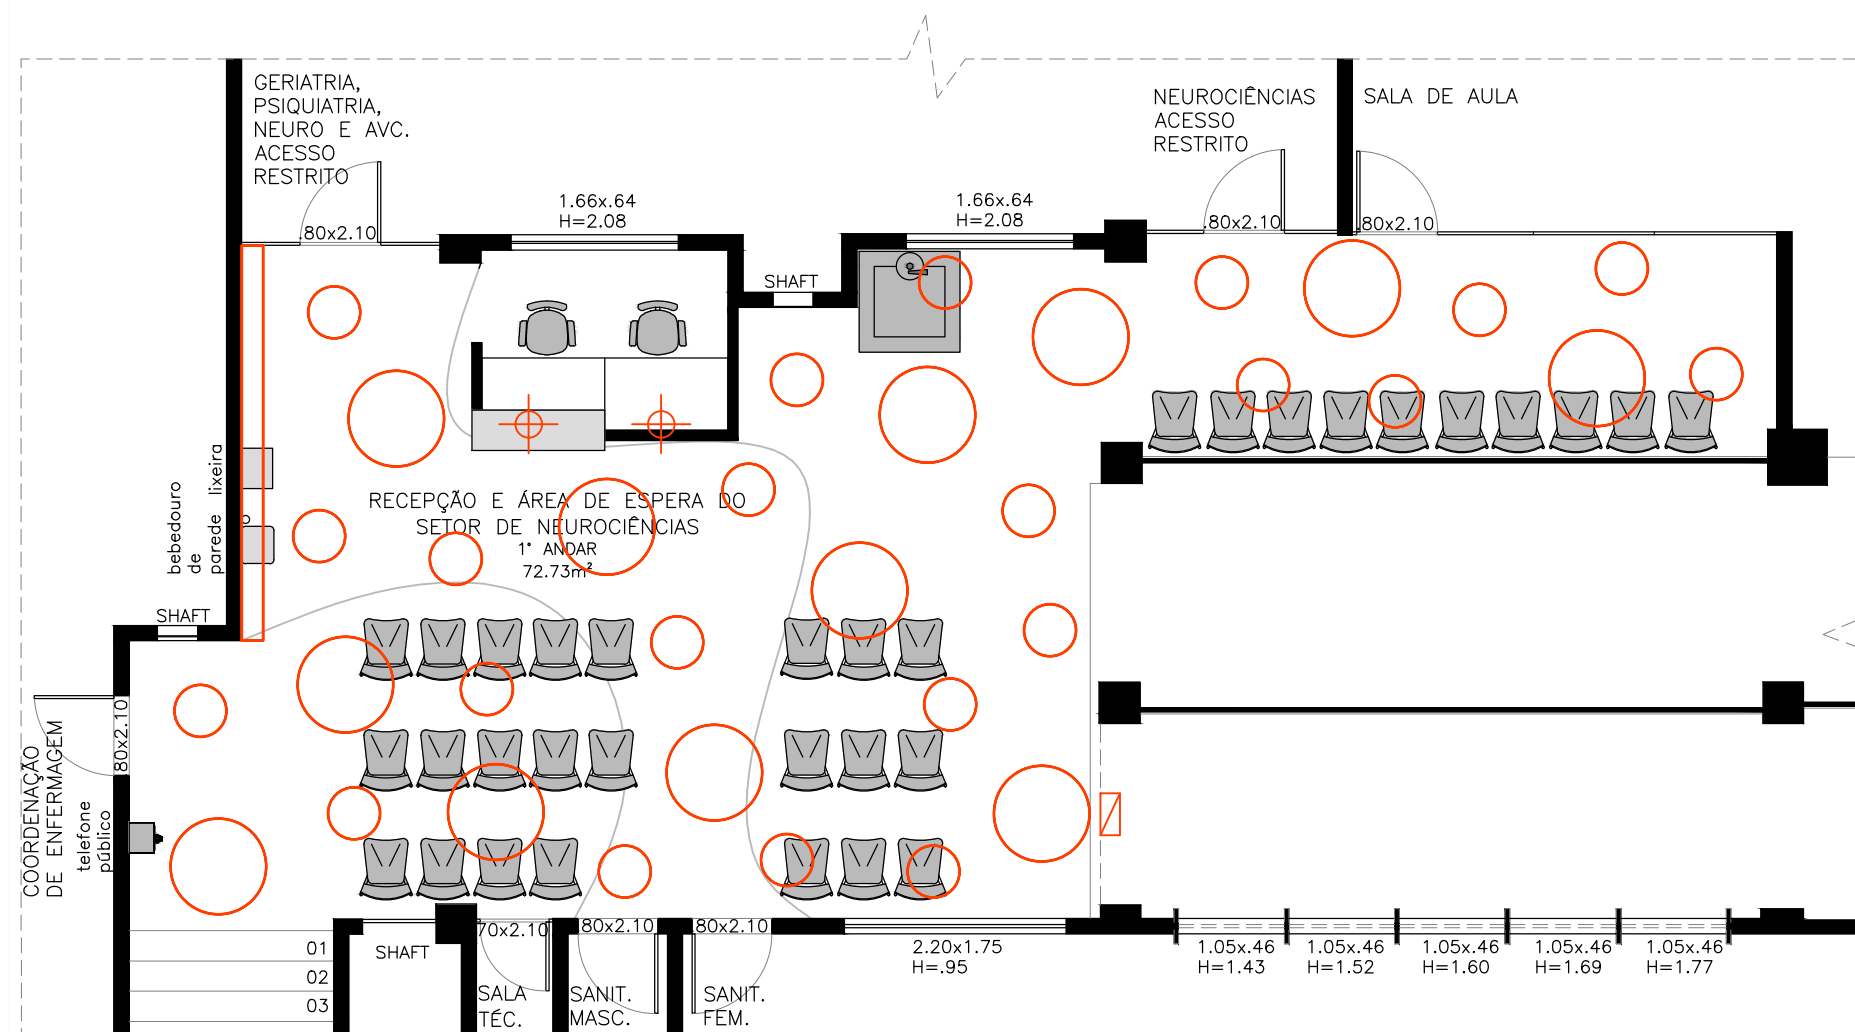 GERIATRIA,
PSIQUIATRIA,
NEURO E AVC.
ACESSO
RESTRITO
.80x2.10
1.66x.64
H=2.08
SHAFT
1.66x.64
H=2.08
NEUROCIÊNCIAS
ACESSO
RESTRITO
.80x2.10
SALA DE AULA
.80x2.10
bebedouro
de
parede
lixeira
RECEPÇÃO E ÁREA DE ESPERA DO
SETOR DE NEUROCIÊNCIAS
1° ANDAR
72.73m²
SHAFT
.80x2.10
COORDENAÇÃO
DE ENFERMAGEM
telefone
público
01
02
03
SHAFT
.70x2.10
SALA
TÉC.
.80x2.10
SANIT.
MASC.
.80x2.10
SANIT.
FEM.
2.20x1.75
H=.95
1.05x.46
H=1.43
1.05x.46
H=1.52
1.05x.46
H=1.60
1.05x.46
H=1.69
1.05x.46
H=1.77